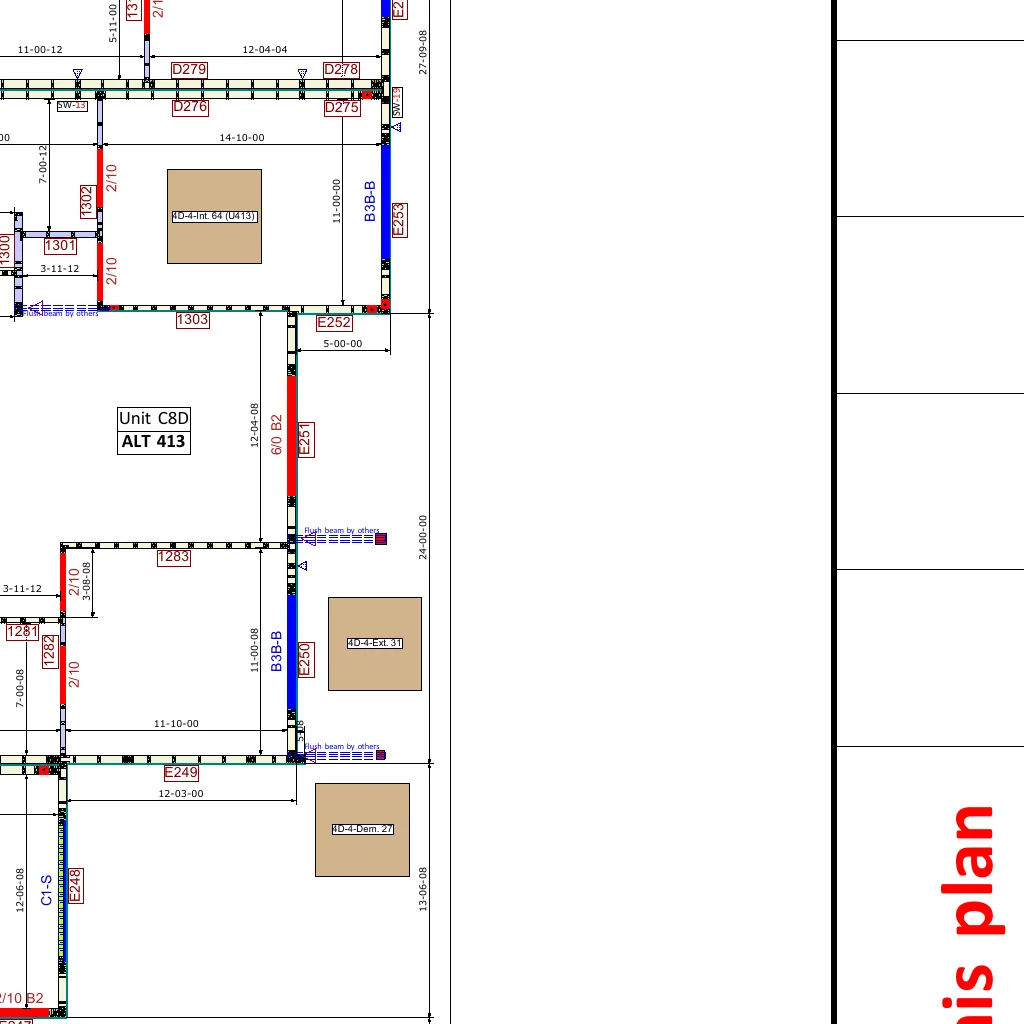 2/10
5-11-00
27-09-08
11-00-12
12-04-04
D279
D278
SW-13
D276
D275
SW-19
14-10-00
7-00-12
2/10
1302
4D-4-Int. 64 (U413)
11-00-00
B3B-B
E253
1300
1301
3-11-12
2/10
Flush beam by others
1303
E252
5-00-00
Unit C8D
ALT 413
12-04-08
6/0 B2
E251
Flush beam by others
24-00-00
1283
3-11-12
2/10
3-08-08
1281
1282
2/10
7-00-08
11-00-08
B3B-B
E250
4D-4-Ext. 31
11-10-00
Flush beam by others
E249
12-03-00
4D-4-Dem. 27
12-06-08
C1-S
E248
13-06-08
2/10 B2
plan